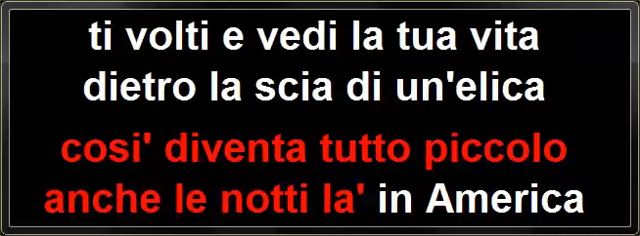 ti volti e vedi la tua vita
dietro la scia di un'elica
cosi' diventa tutto piccolo
anche le notti la' in America